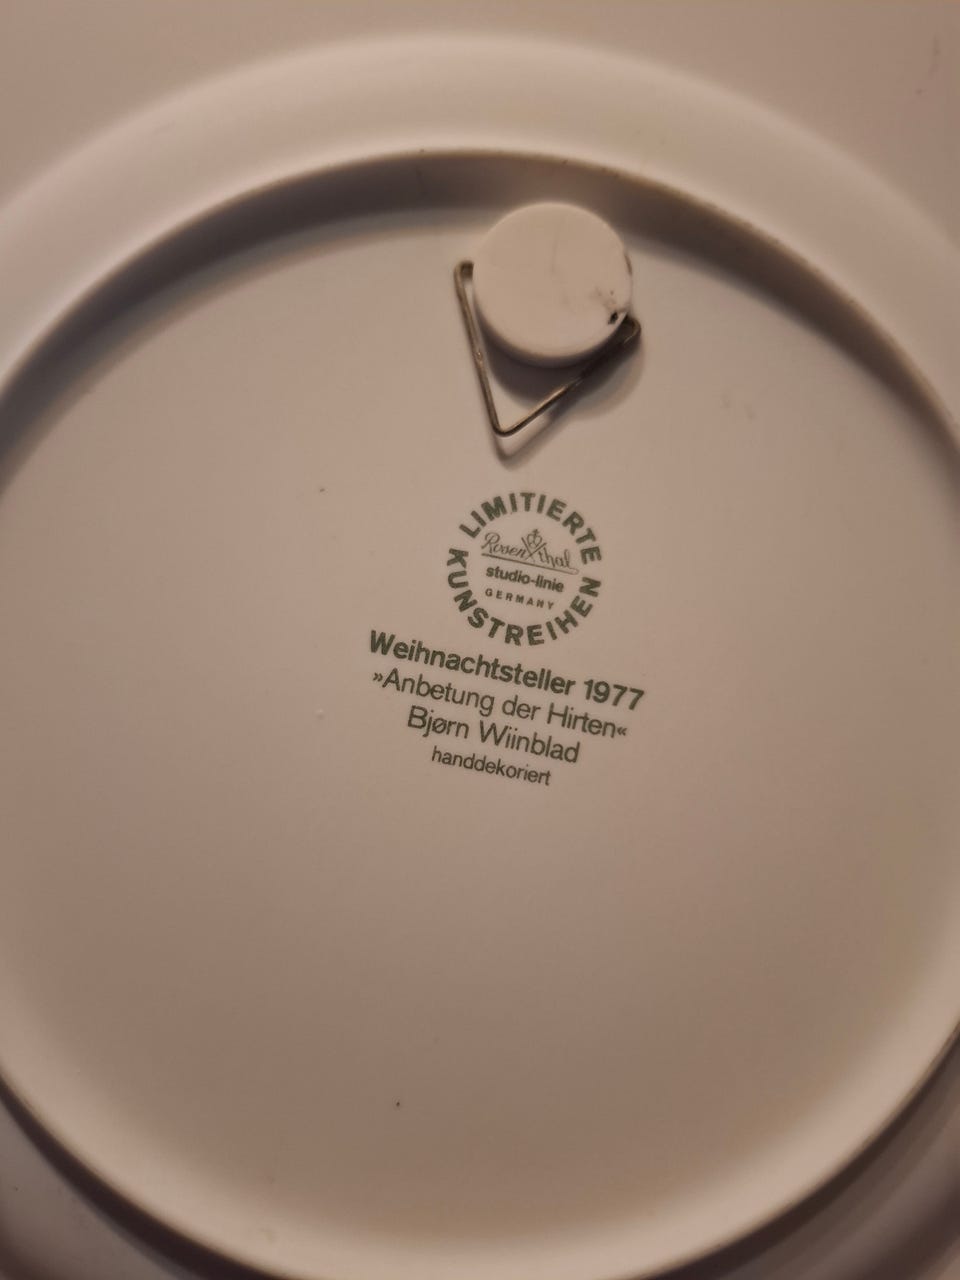 LIMITIERTE
Rosenthal
studio-linie
GERMANY
KUNSTREIHEN
Weihnachtsteller 1977
»Anbetung der Hirten«
Bjørn Wiinblad
handdekoriert